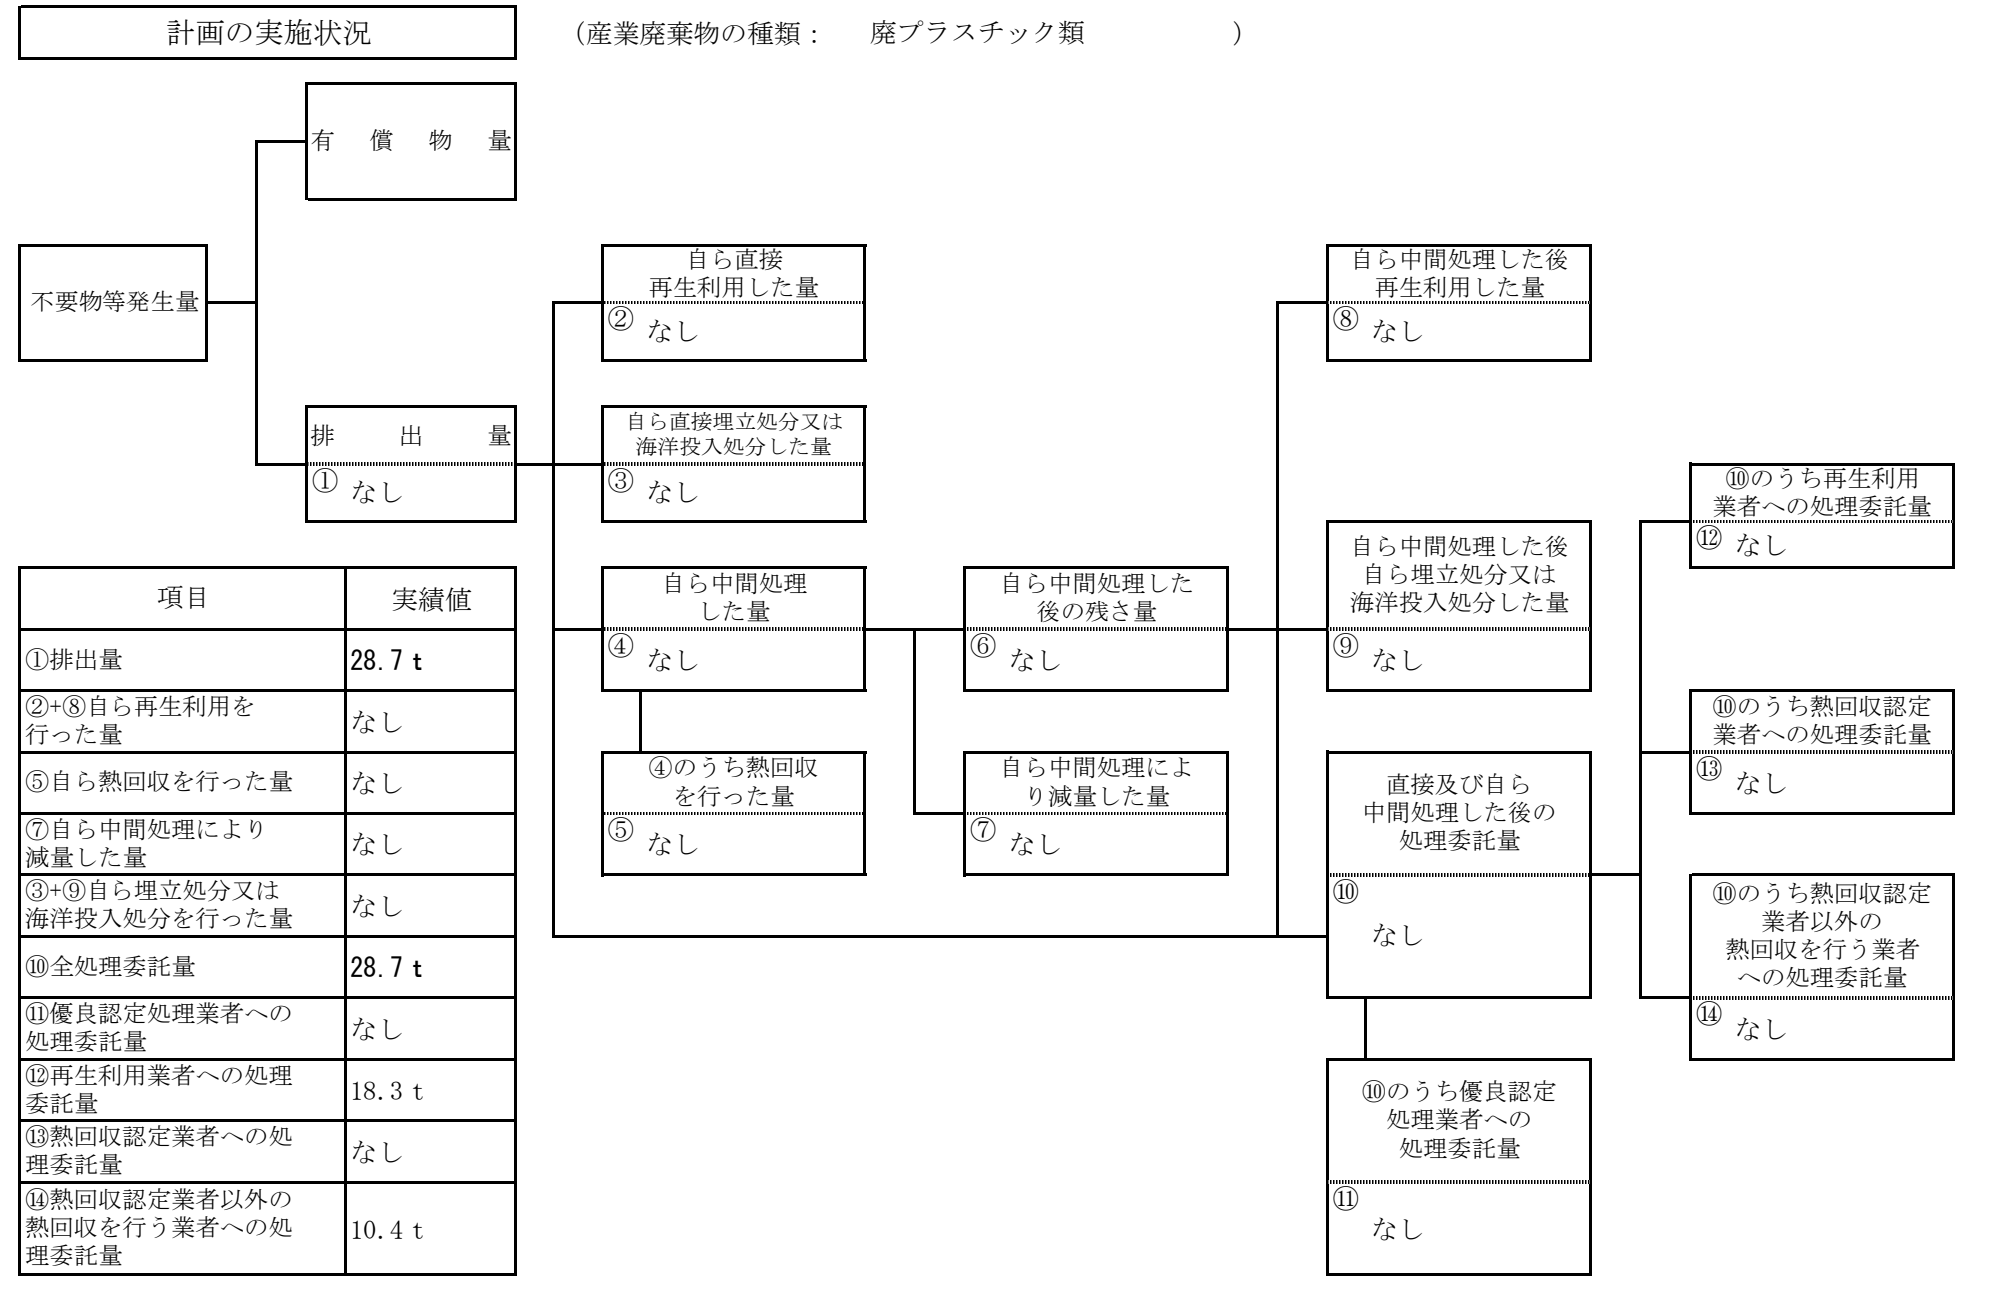 計画の実施状況
（産業廃棄物の種類： 廃プラスチック類 ）
有償物量
不要物等発生量
排出量
① なし
自ら直接
再生利用した量
② なし
自ら直接埋立処分又は
海洋投入処分した量
③ なし
自ら中間処理
した量
④ なし
④のうち熱回収
を行った量
⑤ なし
自ら中間処理した
後の残さ量
⑥ なし
自ら中間処理によ
り減量した量
⑦ なし
自ら中間処理した後
再生利用した量
⑧ なし
自ら中間処理した後
自ら埋立処分又は
海洋投入処分した量
⑨ なし
直接及び自ら
中間処理した後の
処理委託量
⑩
なし
⑩のうち優良認定
処理業者への
処理委託量
⑪
なし
⑩のうち再生利用
業者への処理委託量
⑫ なし
⑩のうち熱回収認定
業者への処理委託量
⑬ なし
⑩のうち熱回収認定
業者以外の
熱回収を行う業者
への処理委託量
⑭ なし
項目 実績値
①排出量 28.7 t
②+⑧自ら再生利用を
行った量 なし
⑤自ら熱回収を行った量 なし
⑦自ら中間処理により
減量した量 なし
③+⑨自ら埋立処分又は
海洋投入処分を行った量 なし
⑩全処理委託量 28.7 t
⑪優良認定処理業者への
処理委託量 なし
⑫再生利用業者への処理
委託量 18.3 t
⑬熱回収認定業者への処
理委託量 なし
⑭熱回収認定業者以外の
熱回収を行う業者への処
理委託量 10.4 t